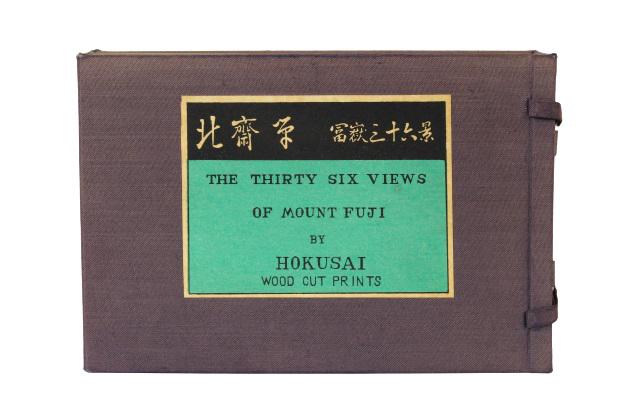 北齋筆 冨嶽三十六景
THE THIRTY SIX VIEWS
OF MOUNT FUJI
BY
HOKUSAI
WOOD CUT PRINTS